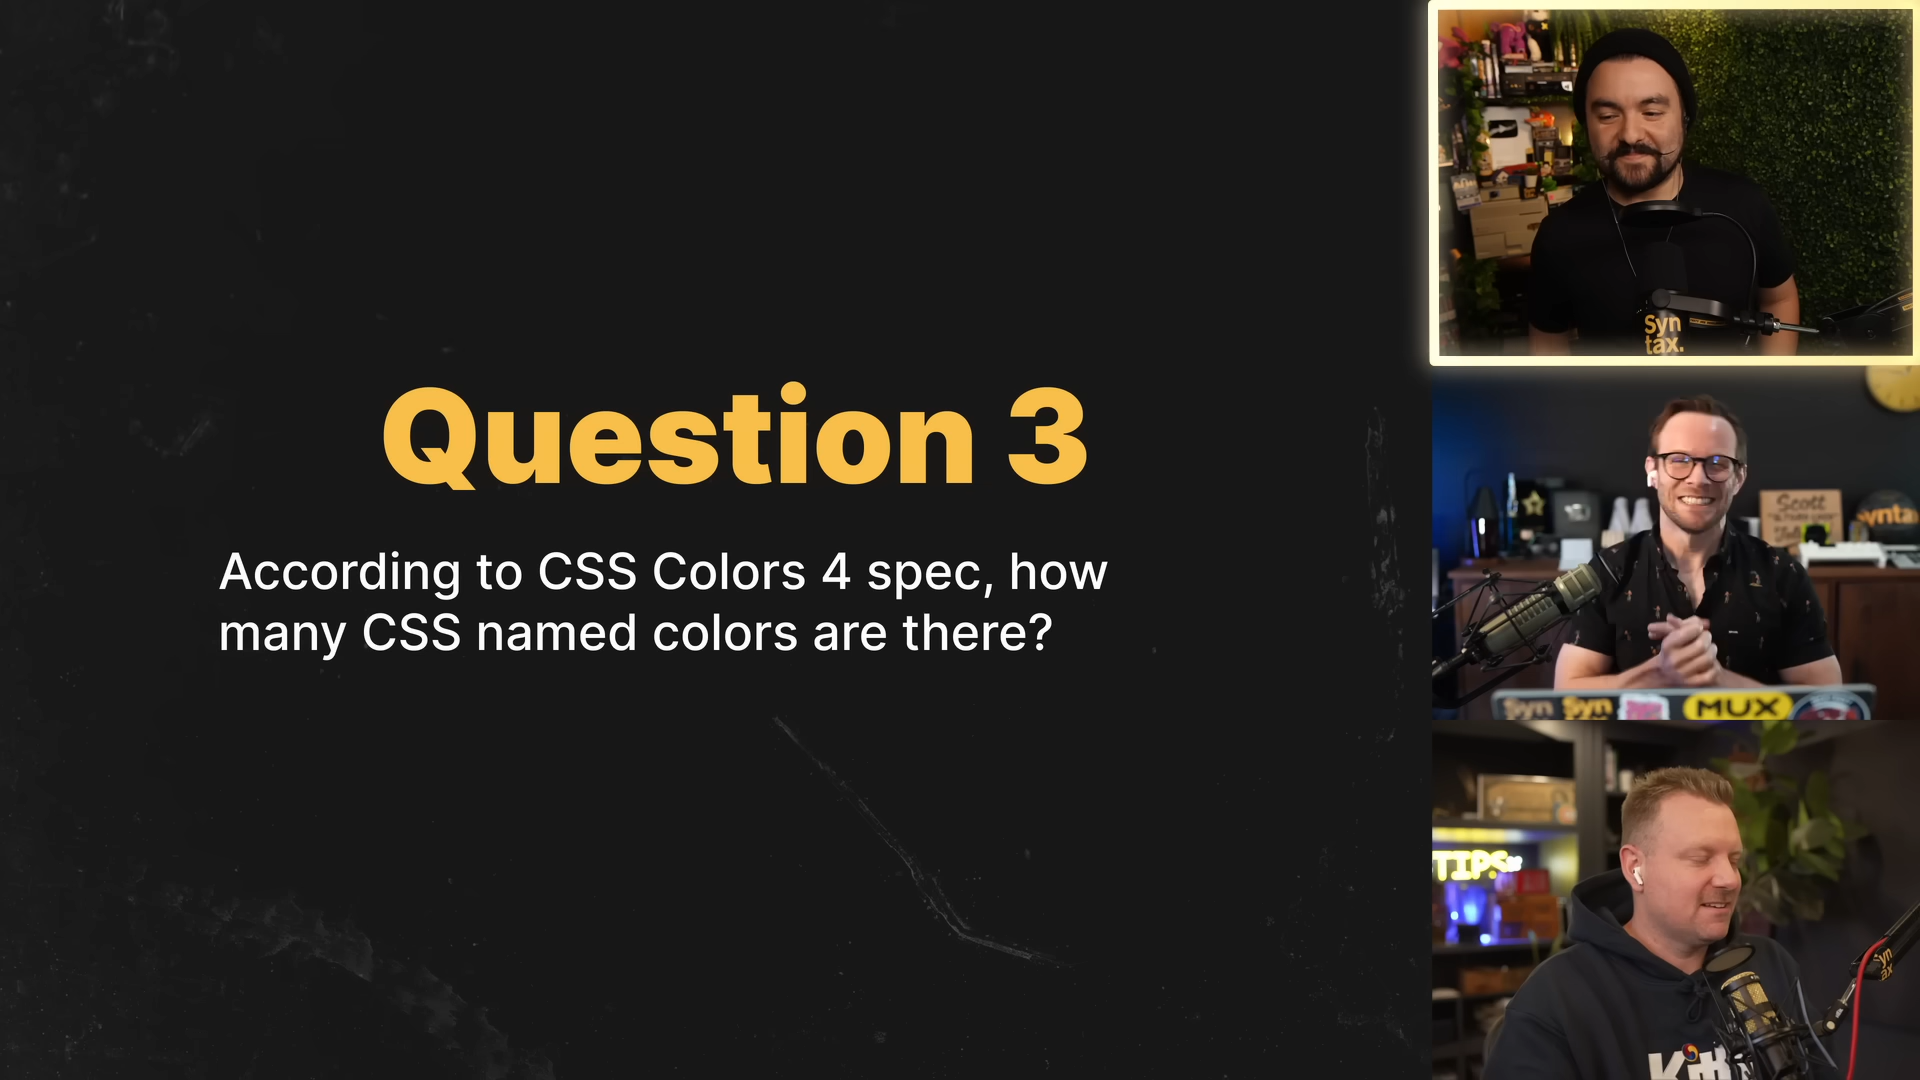 Question 3
According to CSS Colors 4 spec, how
many CSS named colors are there?
Syn
tax.
Scott
Syn Syn
MUX
TIPS
Syn